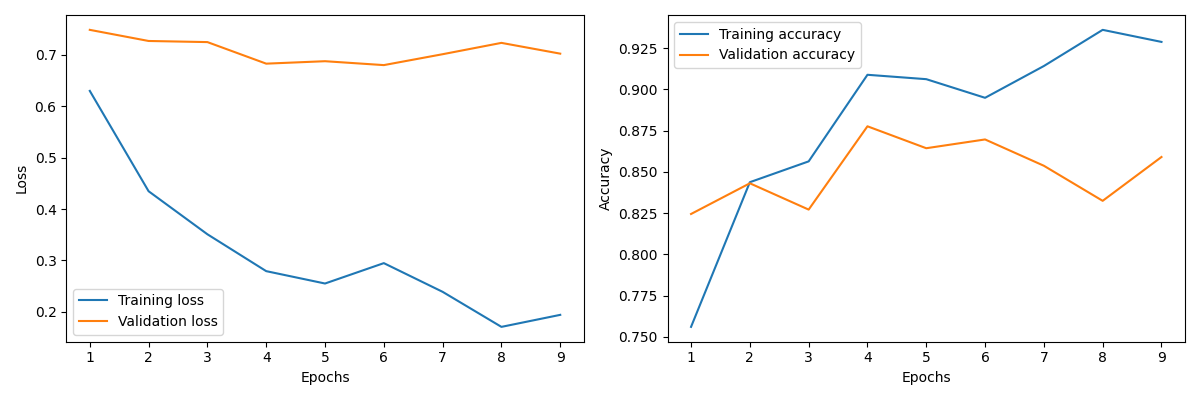 0.7
0.6
0.5
0.4
0.3
0.2
Loss
Training loss
Validation loss
1 2 3 4 5 6 7 8 9
Epochs
Training accuracy
Validation accuracy
0.925
0.900
0.875
0.850
0.825
0.800
0.775
0.750
Accuracy
1 2 3 4 5 6 7 8 9
Epochs